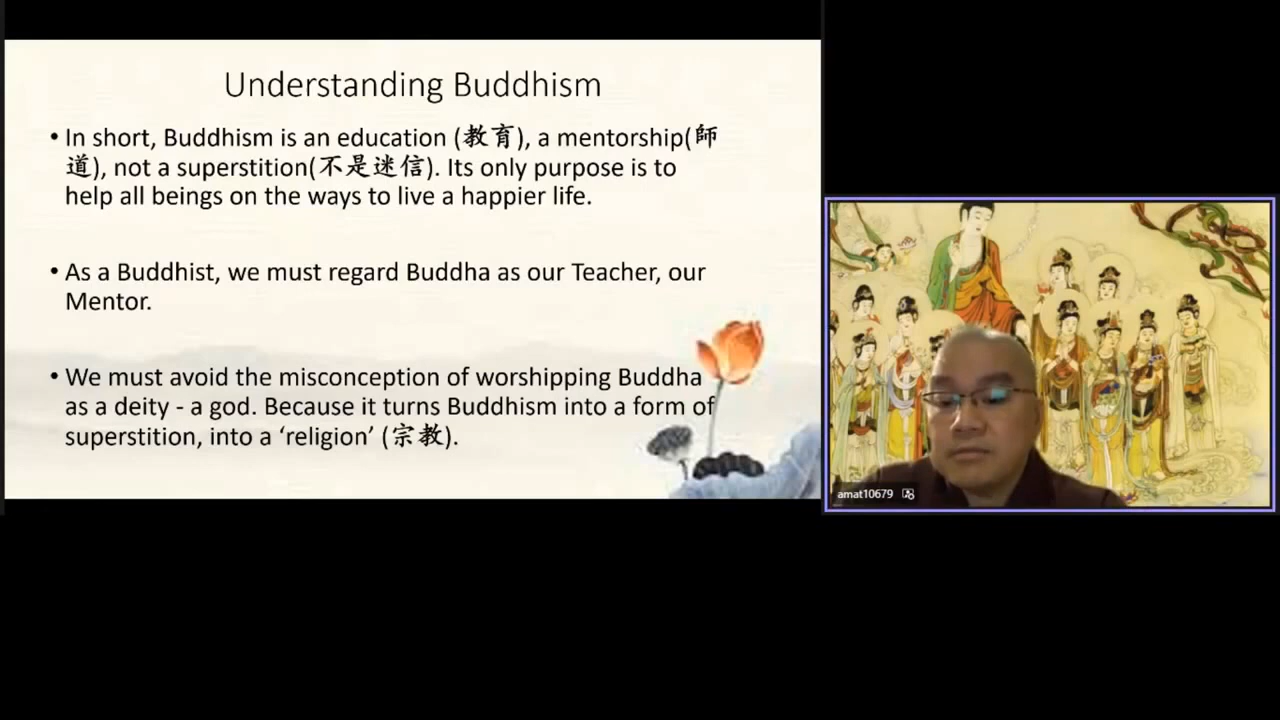 Understanding Buddhism
• In short, Buddhism is an education (教育), a mentorship(師
道), not a superstition(不是迷信). Its only purpose is to
help all beings on the ways to live a happier life.
• As a Buddhist, we must regard Buddha as our Teacher, our
Mentor.
• We must avoid the misconception of worshipping Buddha
as a deity - a god. Because it turns Buddhism into a form of
superstition, into a ‘religion’ (宗教).
amat10679